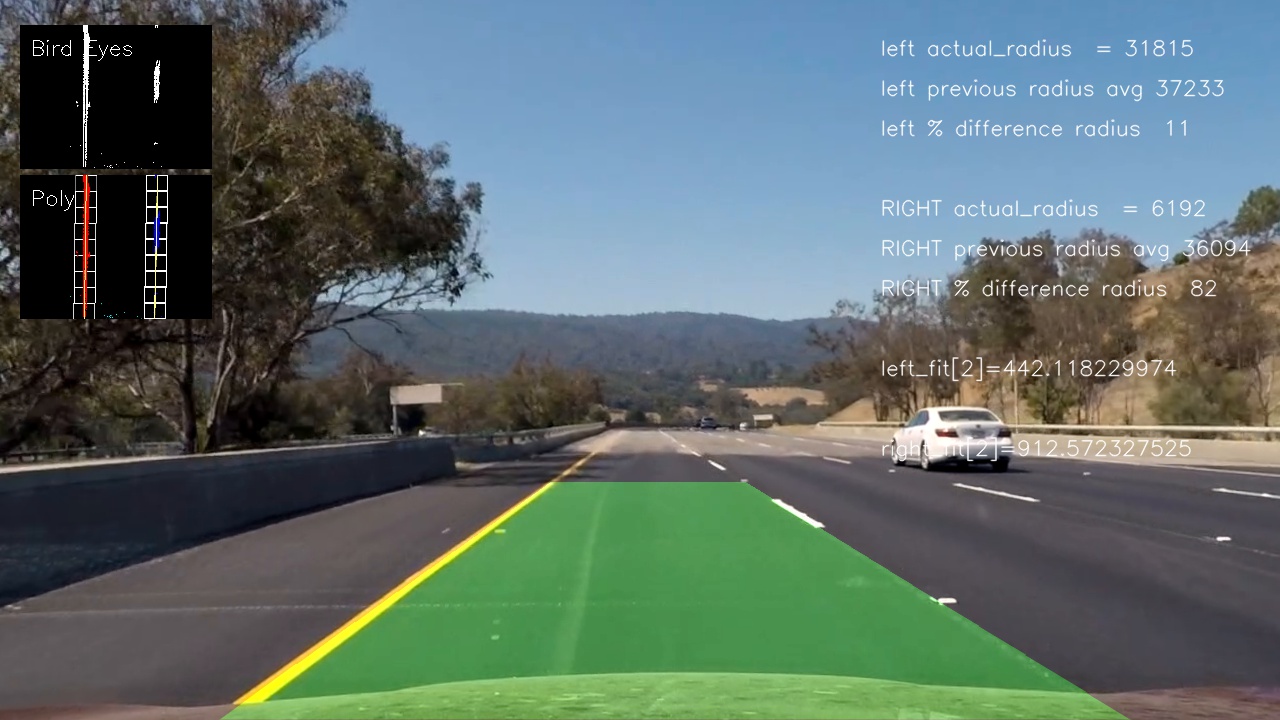 Bird Eyes
Poly
left actual_radius = 31815
left previous radius avg 37233
left % difference radius 11
RIGHT actual_radius = 6192
RIGHT previous radius avg 36094
RIGHT % difference radius 82
left_fit[2]=442.118229974
right_fit[2]=912.572327525